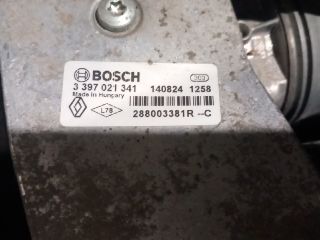 BOSCH
3 397 021 341 140824 1258
Made in Hungary
L78 288003381R --C